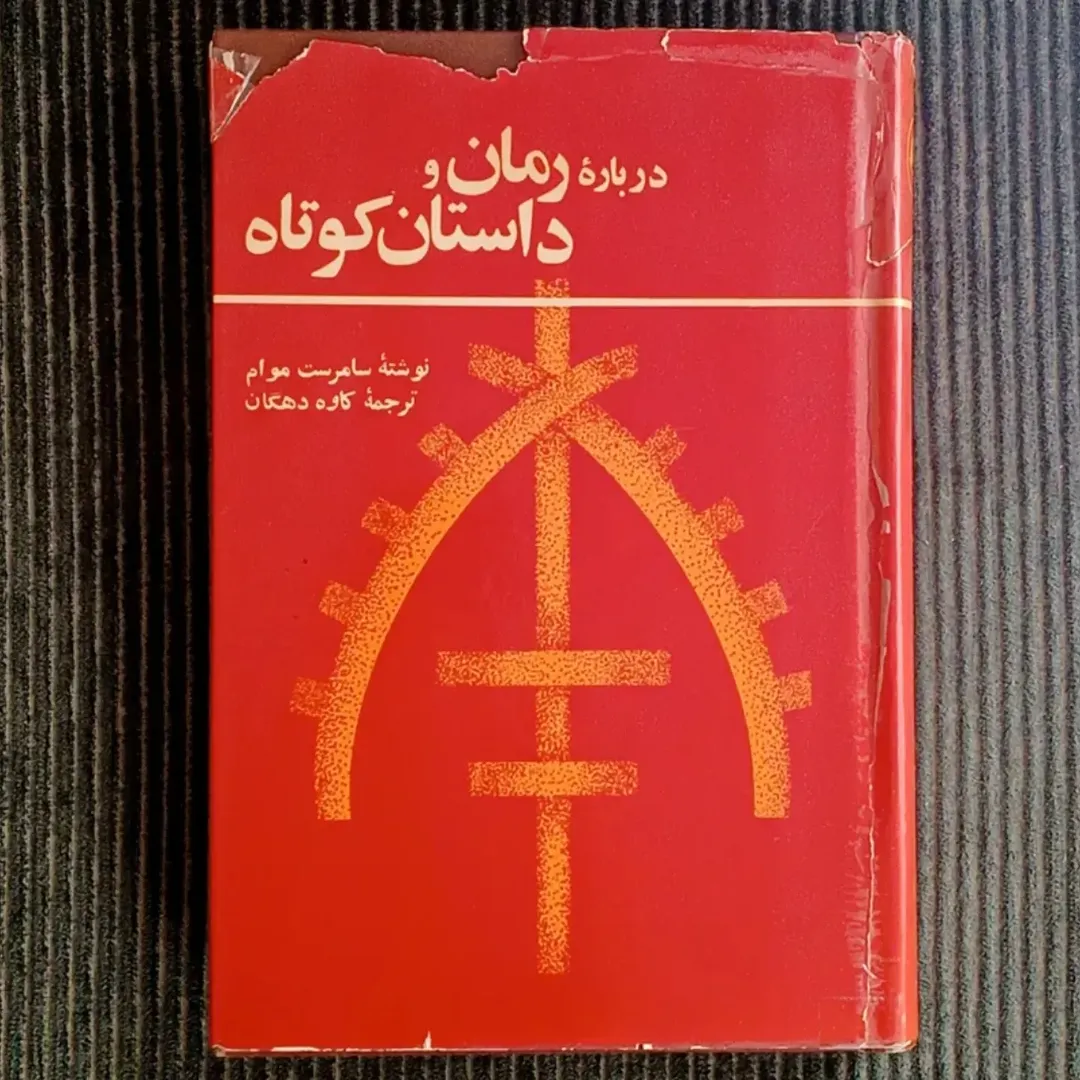 دربارهٔ رمان و
داستان کوتاه
نوشتهٔ سامرست موام
ترجمهٔ کاوه دهگان